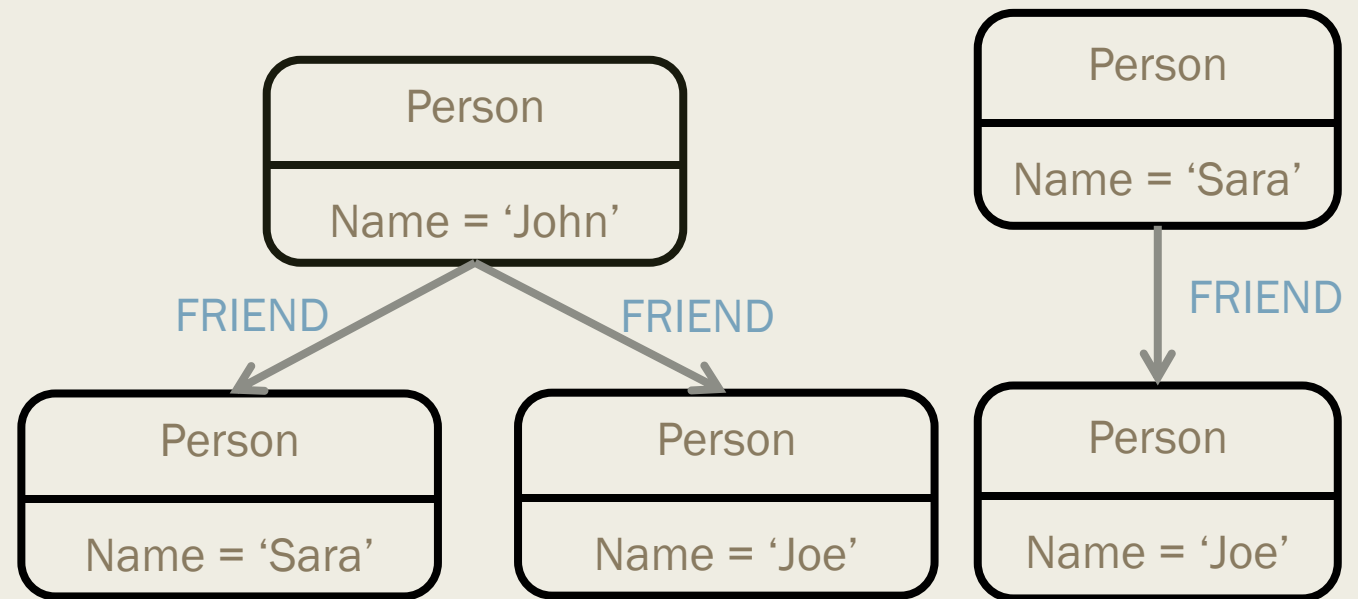 Person
Name = ‘John’
FRIEND
FRIEND
Person
Name = ‘Sara’
Person
Name = ‘Joe’
Person
Name = ‘Sara’
FRIEND
Person
Name = ‘Joe’